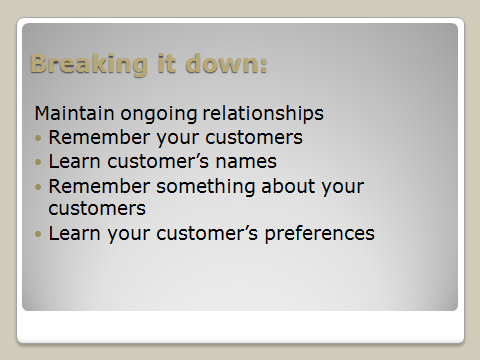 Breaking it down:
Maintain ongoing relationships
• Remember your customers
• Learn customer’s names
• Remember something about your
customers
• Learn your customer’s preferences